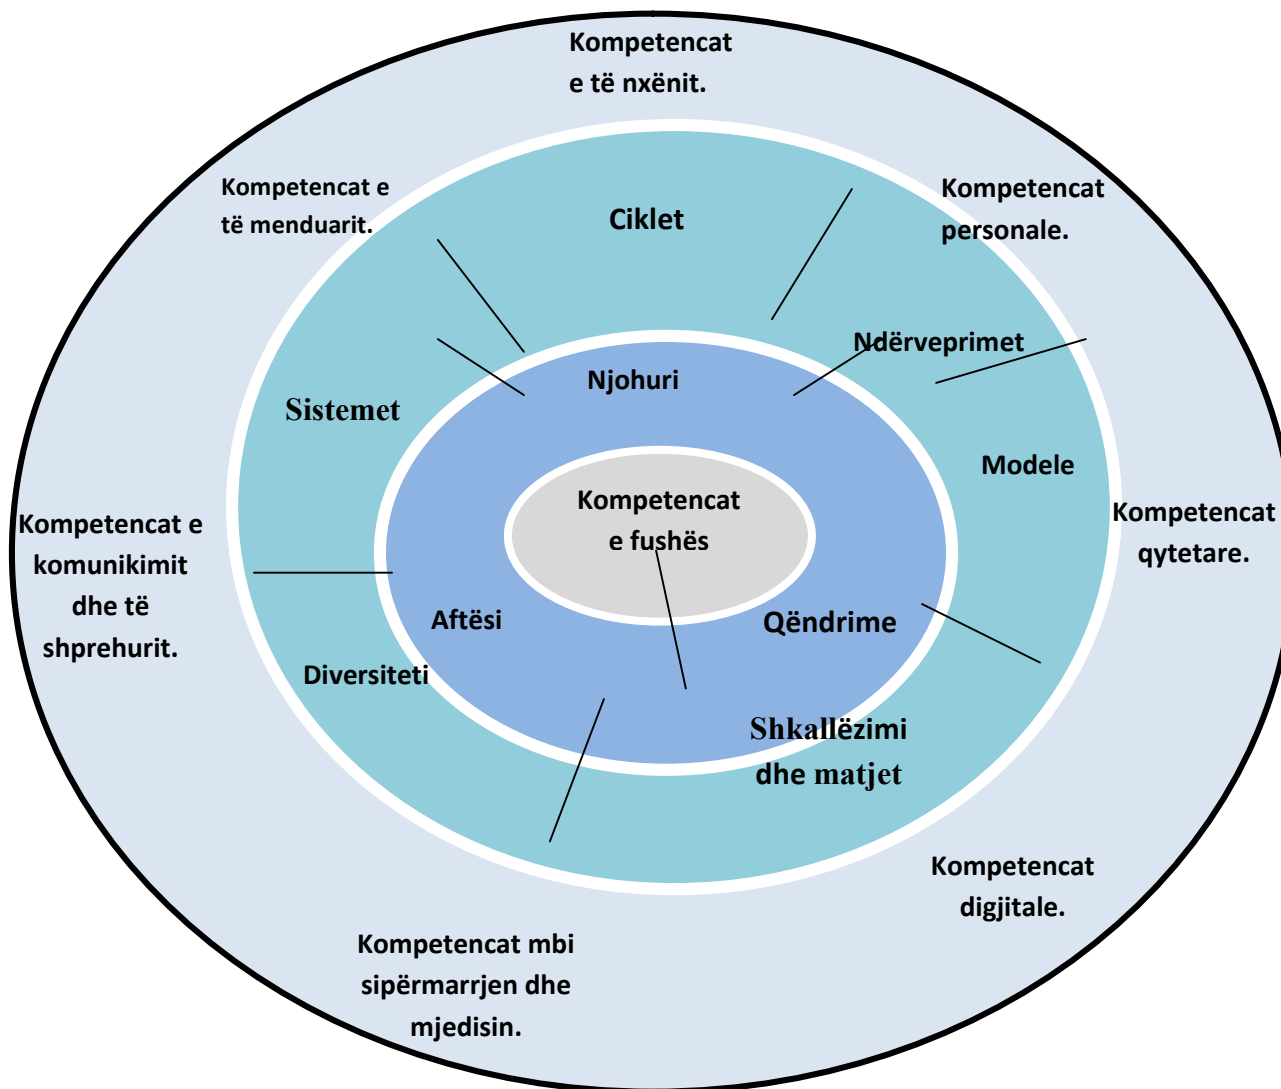 Kompetencat
e të nxënit.
Kompetencat e
të menduarit.
Kompetencat
personale.
Ciklet
Ndërveprimet
Njohuri
Sistemet
Modele
Kompetencat
e fushës
Kompetencat
qytetare.
Kompetencat e
komunikimit
dhe të
shprehurit.
Aftësi
Qëndrime
Diversiteti
Shkallëzimi
dhe matjet
Kompetencat
digjitale.
Kompetencat mbi
sipërmarrjen dhe
mjedisin.